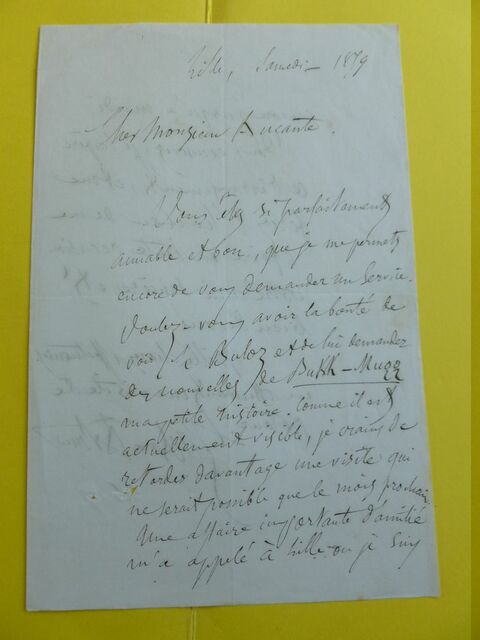 Lille, Samedi – 1879
Cher Monsieur Ducante.
Vous êtes si parfaitement
aimable et bon, que je me permets
encore de vous demander un service.
Voulez vous avoir la bonté de
voir Buloz et de lui demander
des nouvelles de Bukk-Muzz
ma petite histoire. Comme il est
actuellement visible, je crains de
retarder davantage une visite qui
ne serait possible que le mois prochain.
Une affaire importante d'amitié
m'a appelé à Lille où je suis